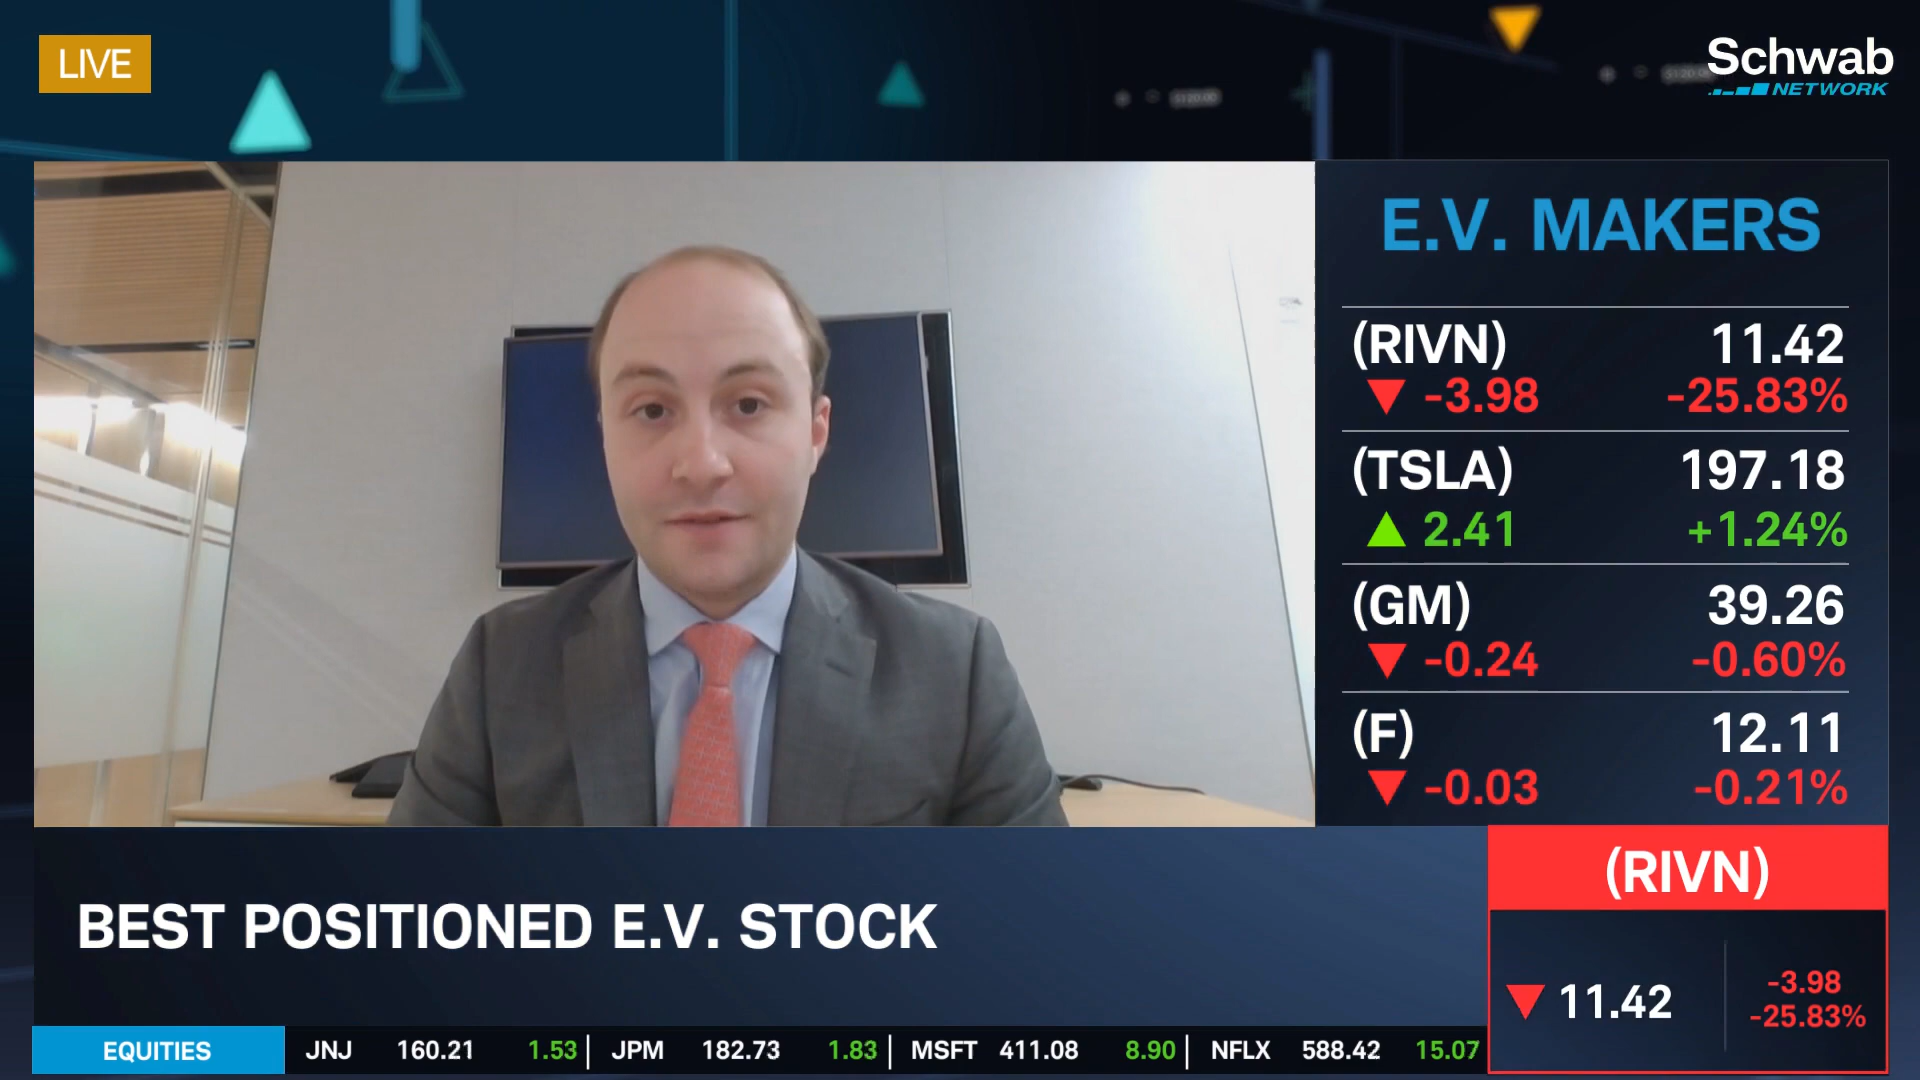 LIVE
Schwab
NETWORK
E.V. MAKERS
(RIVN) 11.42
▼ -3.98 -25.83%
(TSLA) 197.18
▲ 2.41 +1.24%
(GM) 39.26
▼ -0.24 -0.60%
(F) 12.11
▼ -0.03 -0.21%
BEST POSITIONED E.V. STOCK
(RIVN)
▼ 11.42
-3.98
-25.83%
EQUITIES JNJ 160.21 1.53 | JPM 182.73 1.83 | MSFT 411.08 8.90 | NFLX 588.42 15.07